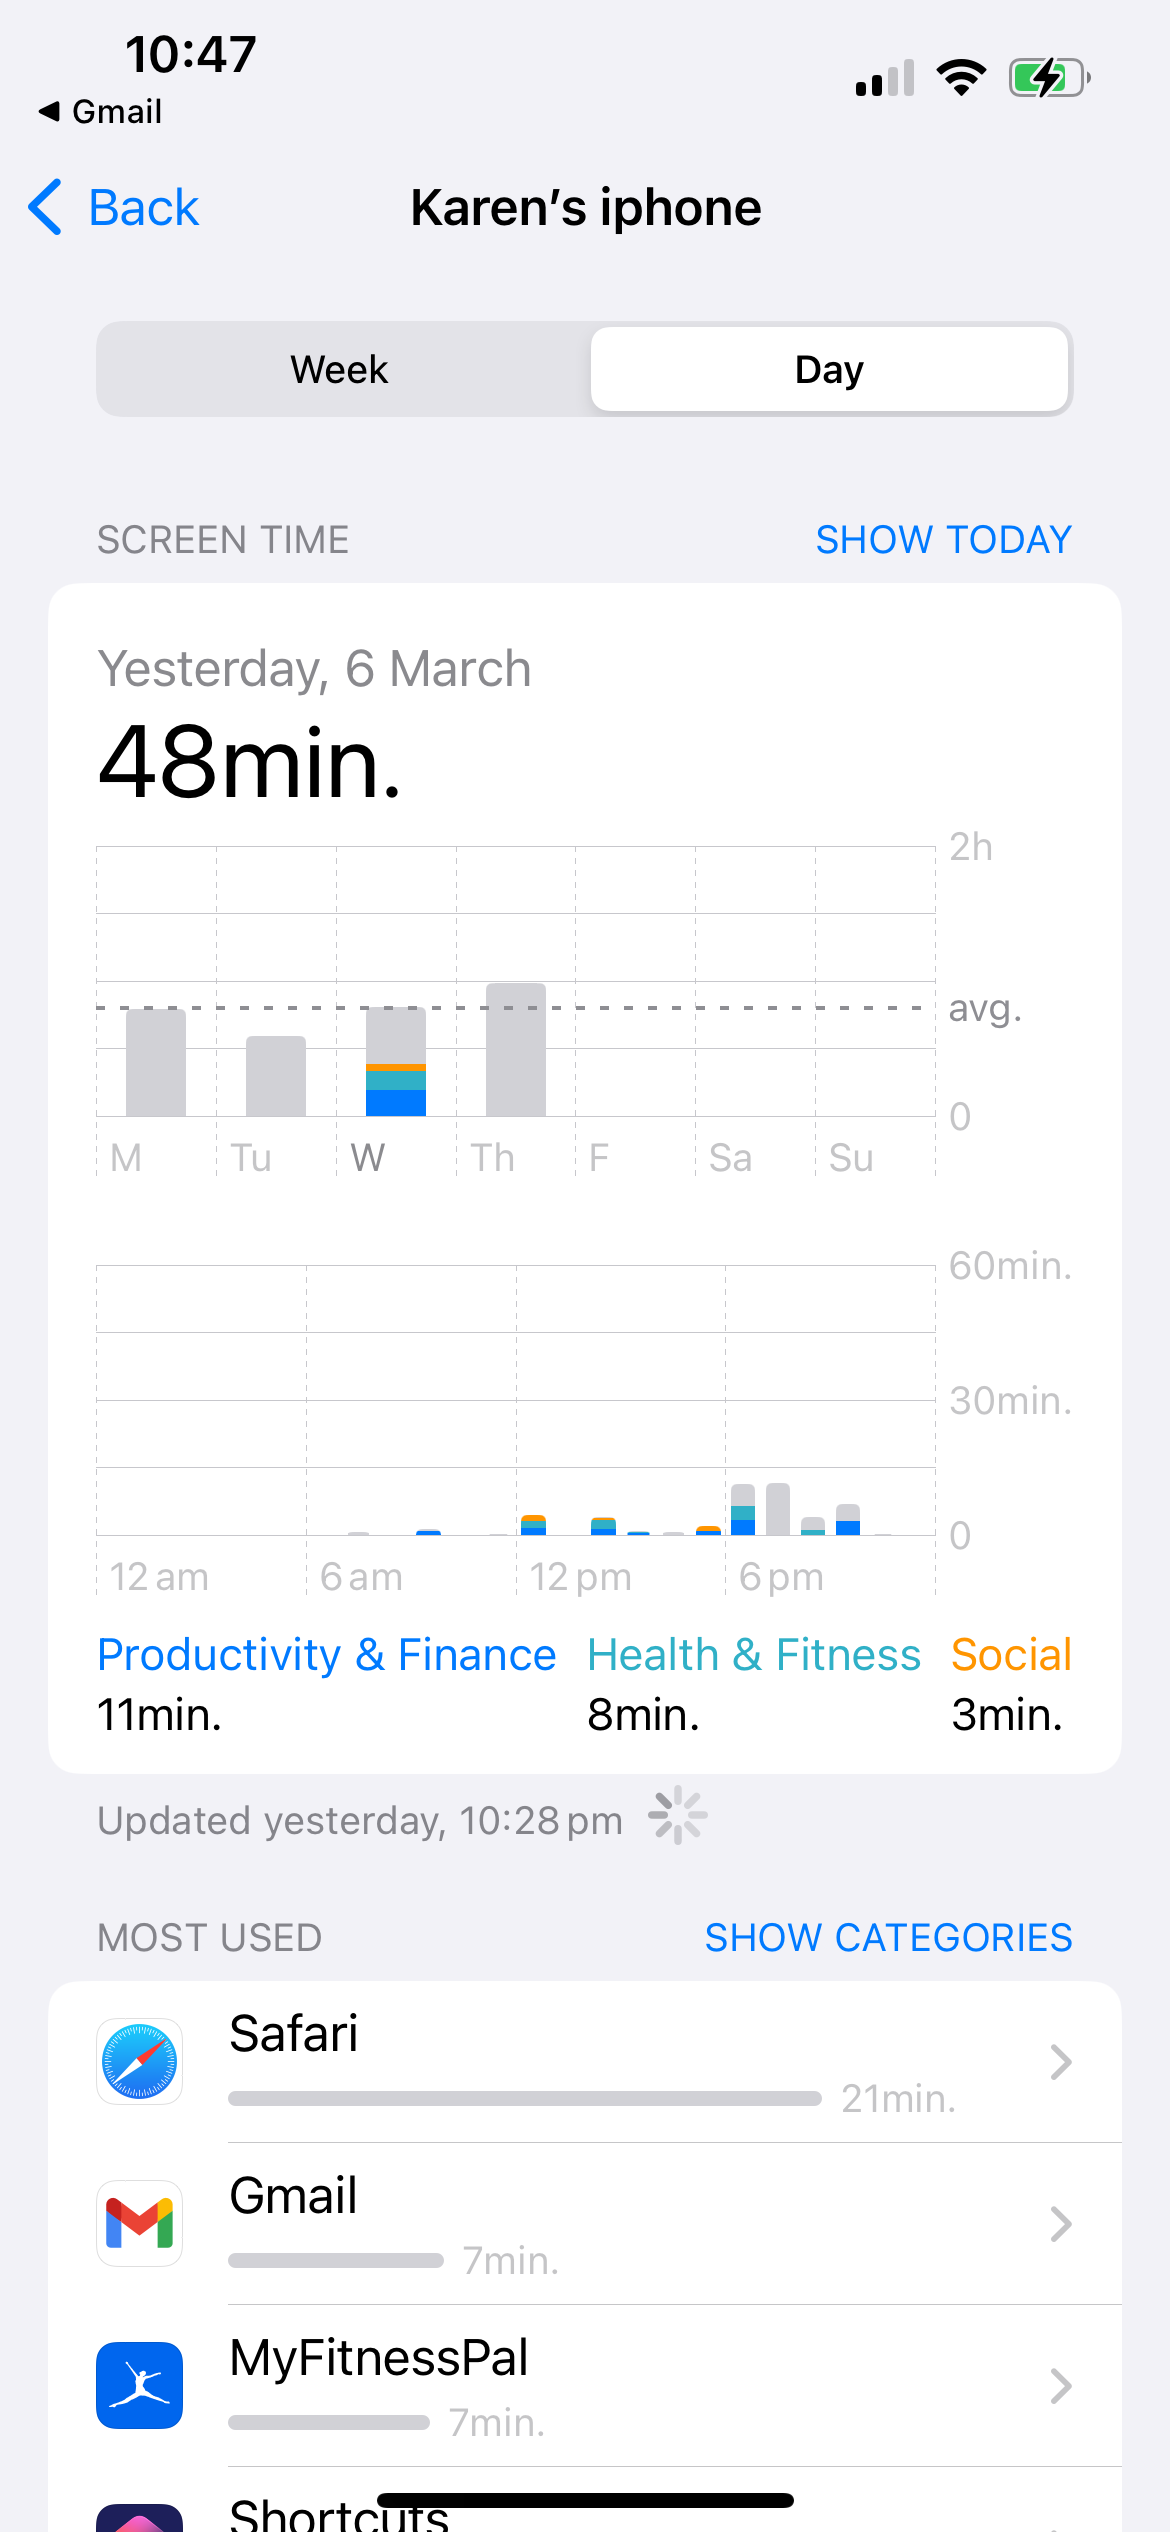 10:47
◀ Gmail
Back
Karen's iphone
Week
Day
SCREEN TIME
SHOW TODAY
Yesterday, 6 March
48min.
2h
avg.
0
M Tu W Th F Sa Su
60min.
30min.
0
12 am 6 am 12 pm 6 pm
Productivity & Finance Health & Fitness Social
11min. 8min. 3min.
Updated yesterday, 10:28 pm
MOST USED
SHOW CATEGORIES
Safari
21min.
Gmail
7min.
MyFitnessPal
7min.
Shortcuts